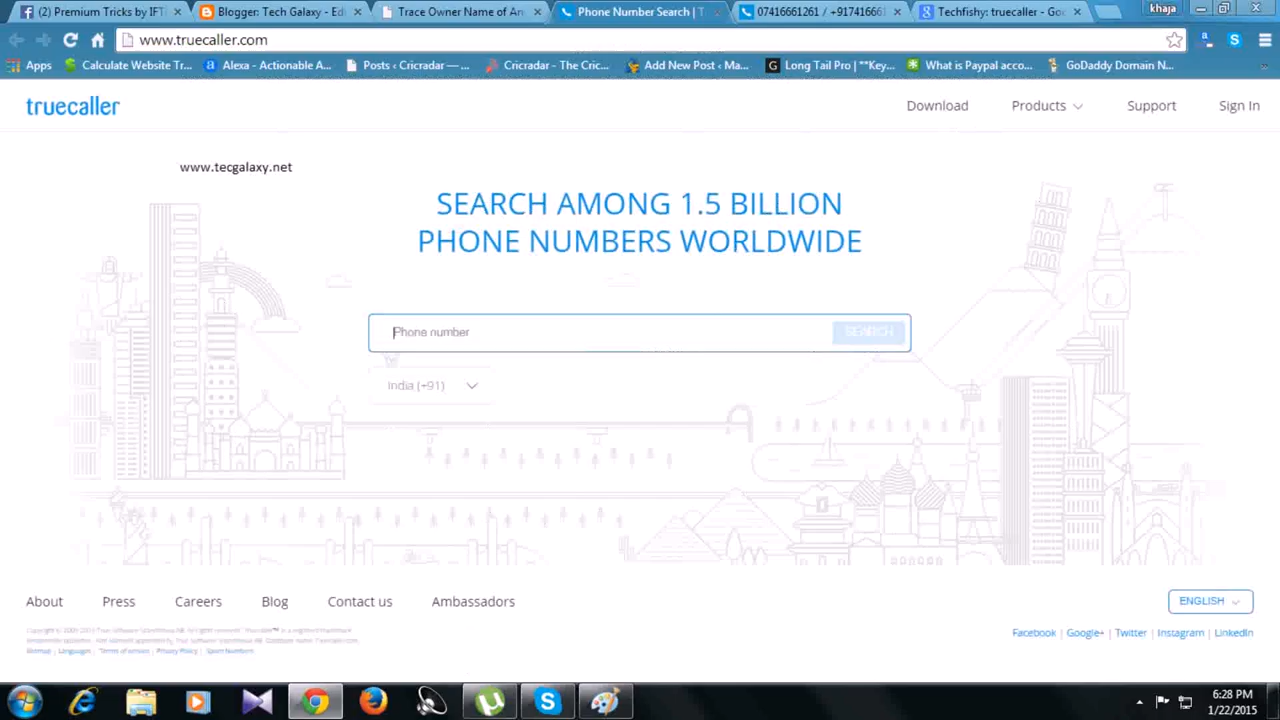 (2) Premium Tricks by IFTI
Blogger: Tech Galaxy - Edi
Trace Owner Name of An
Phone Number Search | T
07416661261 / +917416661
Techfishy: truecaller - Goo
khaja
www.truecaller.com
Apps
Calculate Website Tr...
Alexa - Actionable A...
Posts ‹ Cricradar — ...
Cricradar - The Cric...
Add New Post ‹ Ma...
Long Tail Pro | **Key...
What is Paypal acco...
GoDaddy Domain N...
»
truecaller
Download
Products
Support
Sign In
www.tecgalaxy.net
SEARCH AMONG 1.5 BILLION
PHONE NUMBERS WORLDWIDE
Phone number
SEARCH
India (+91)
About
Press
Careers
Blog
Contact us
Ambassadors
ENGLISH
Facebook | Google+ | Twitter | Instagram | LinkedIn
Sitemap | Languages | Terms of service | Privacy Policy | Spam Numbers
6:28 PM
1/22/2015